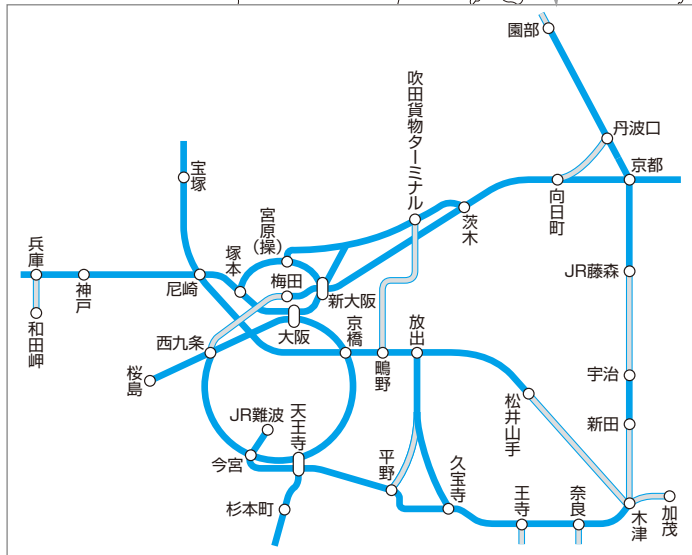 園部
丹波口
京都
向日町
吹田貨物ターミナル
茨木
宝塚
宮原(操)
塚本
梅田
新大阪
大阪
兵庫
神戸
尼崎
和田岬
西九条
桜島
京橋
鴫野
放出
JR藤森
宇治
新田
松井山手
JR難波
天王寺
今宮
平野
久宝寺
杉本町
王寺
奈良
木津
加茂